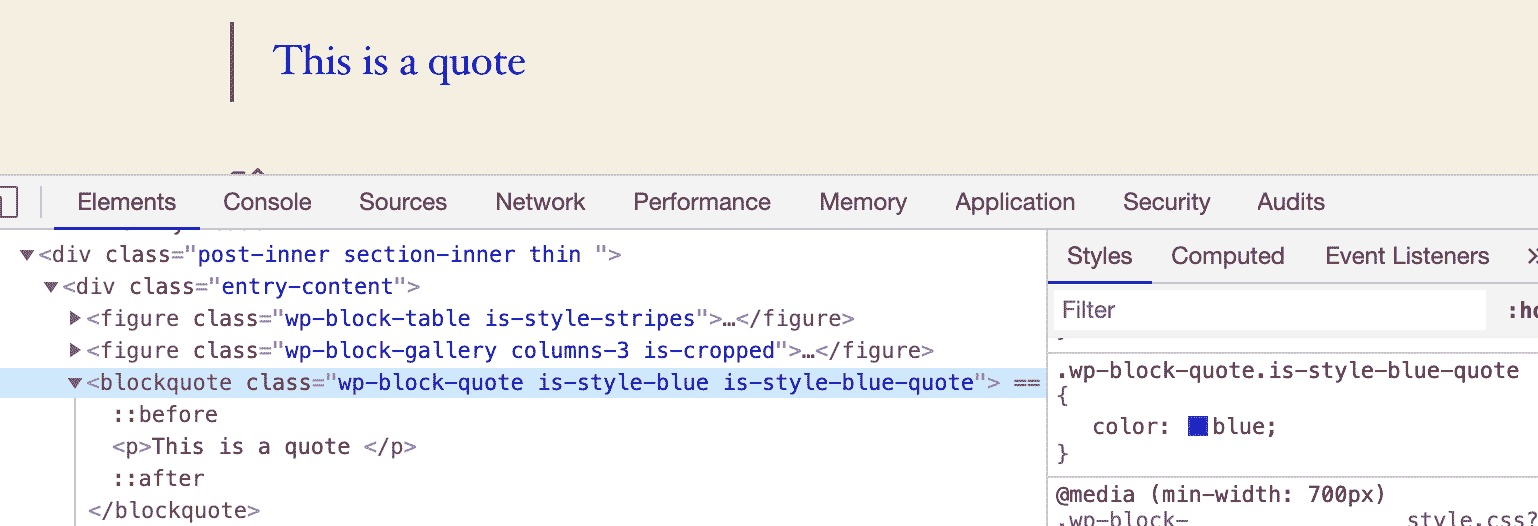 This is a quote
Elements Console Sources Network Performance Memory Application Security Audits
▼<div class="post-inner section-inner thin ">
▼<div class="entry-content">
▶<figure class="wp-block-table is-style-stripes">…</figure>
▶<figure class="wp-block-gallery columns-3 is-cropped">…</figure>
▼<blockquote class="wp-block-quote is-style-blue is-style-blue-quote"> ==
::before
<p>This is a quote </p>
::after
</blockquote>
Styles Computed Event Listeners »
Filter
.wp-block-quote.is-style-blue-quote
{
color: blue;
}
@media (min-width: 700px)
.wp-block- style.css?